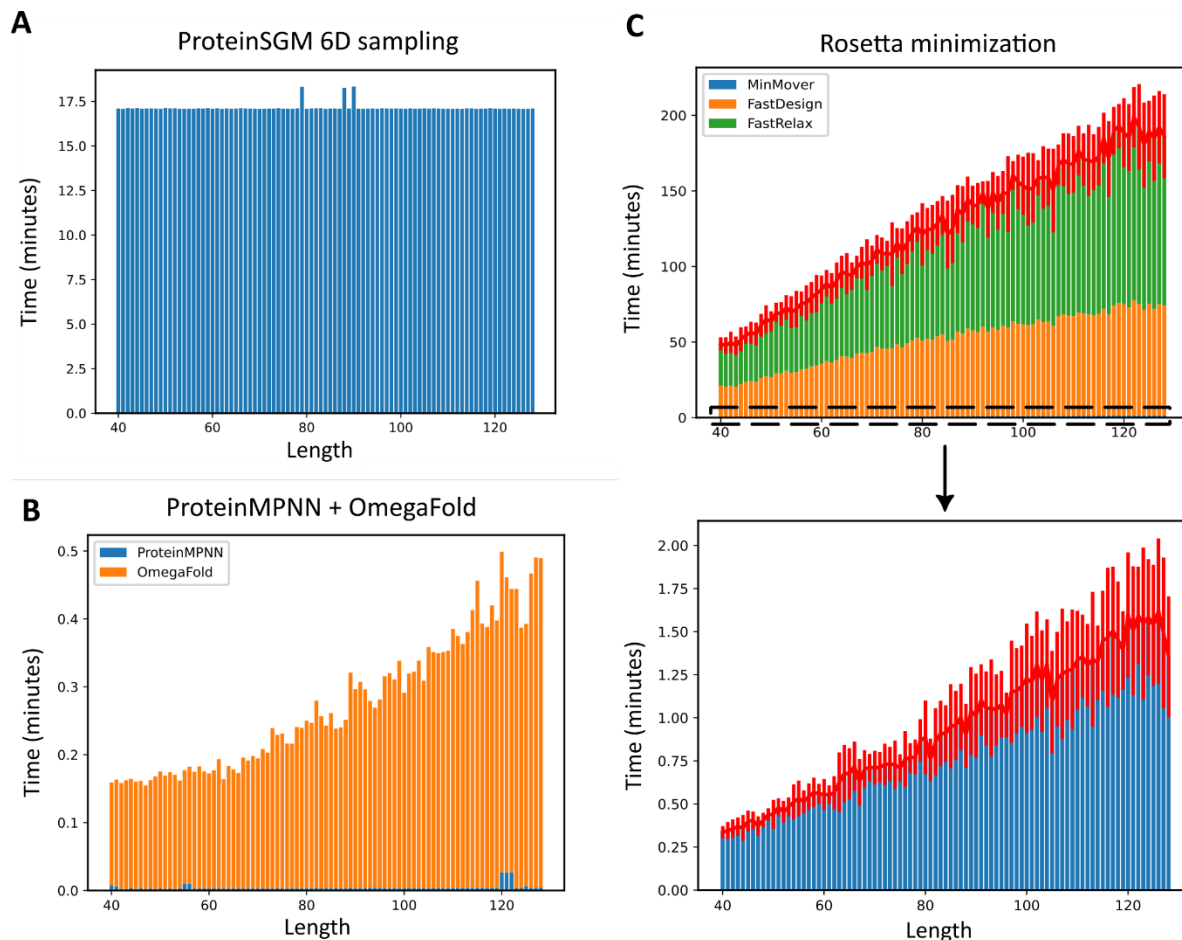 A
ProteinSGM 6D sampling
17.5
15.0
12.5
10.0
7.5
5.0
2.5
0.0
Time (minutes)
40
60
80
100
120
Length
B
ProteinMPNN + OmegaFold
ProteinMPNN
OmegaFold
0.5
0.4
0.3
0.2
0.1
0.0
Time (minutes)
40
60
80
100
120
Length
C
Rosetta minimization
MinMover
FastDesign
FastRelax
200
150
100
50
0
Time (minutes)
40
60
80
100
120
2.00
1.75
1.50
1.25
1.00
0.75
0.50
0.25
0.00
Time (minutes)
40
60
80
100
120
Length